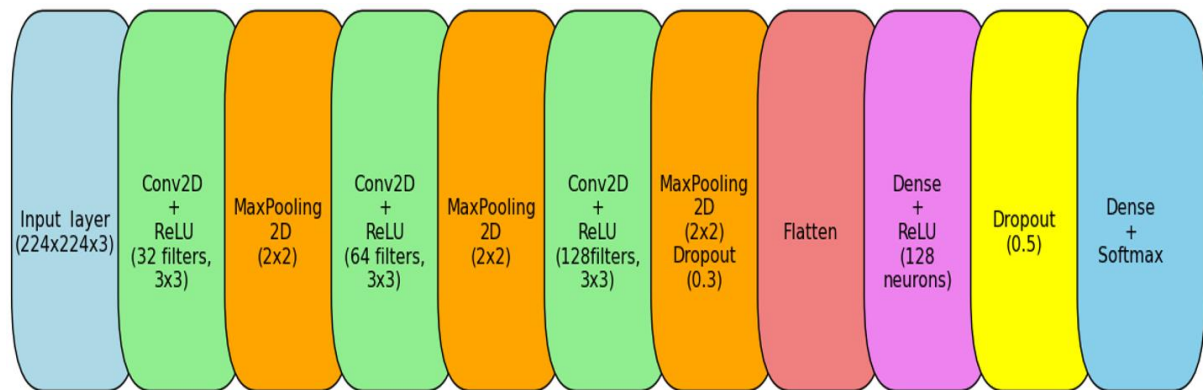 Input layer
(224x224x3)
Conv2D
+
ReLU
(32 filters,
3x3)
MaxPooling
2D
(2x2)
Conv2D
+
ReLU
(64 filters,
3x3)
MaxPooling
2D
(2x2)
Conv2D
+
ReLU
(128filters,
3x3)
MaxPooling
2D
(2x2)
Dropout
(0.3)
Flatten
Dense
+
ReLU
(128
neurons)
Dropout
(0.5)
Dense
+
Softmax